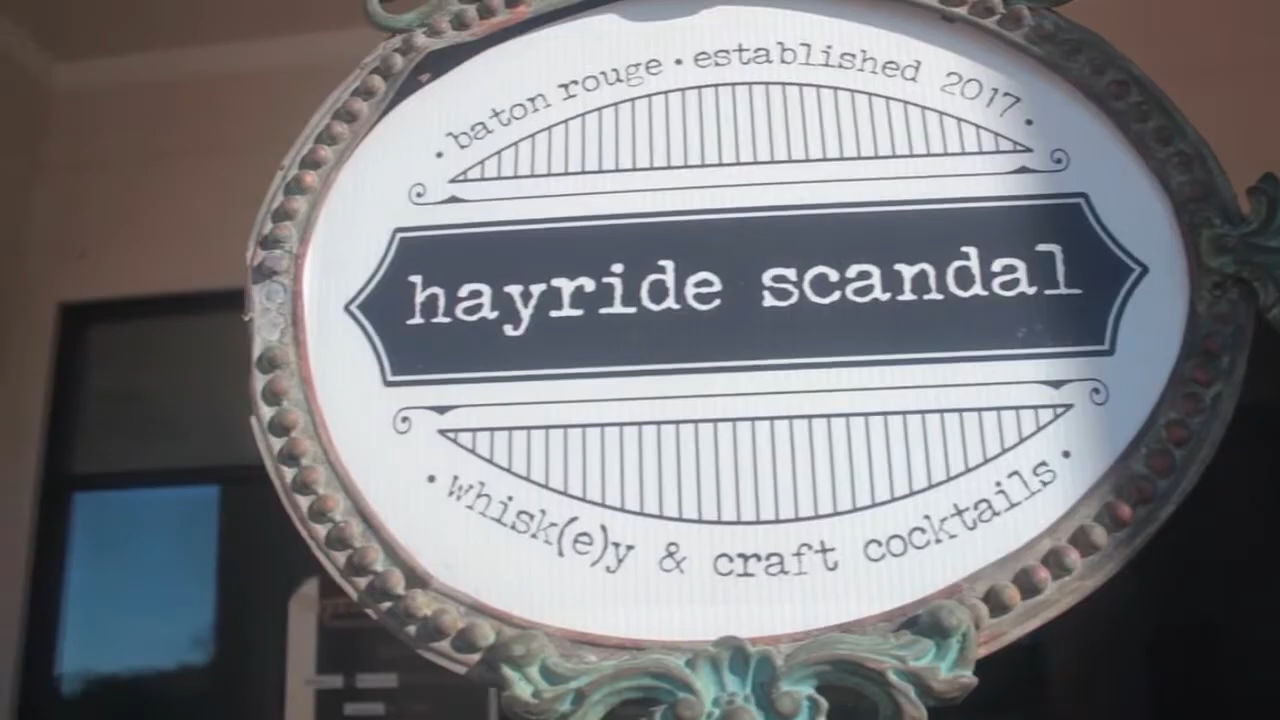 · baton rouge · established 2017 ·
hayride scandal
· whisk(e)y & craft cocktails ·